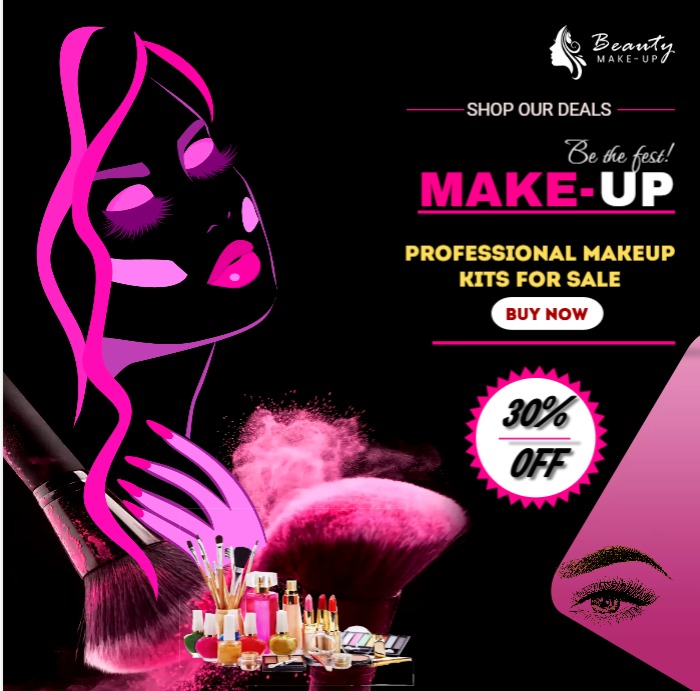 Beauty
MAKE-UP
SHOP OUR DEALS
Be the fest!
MAKE-UP
PROFESSIONAL MAKEUP
KITS FOR SALE
BUY NOW
30%
OFF